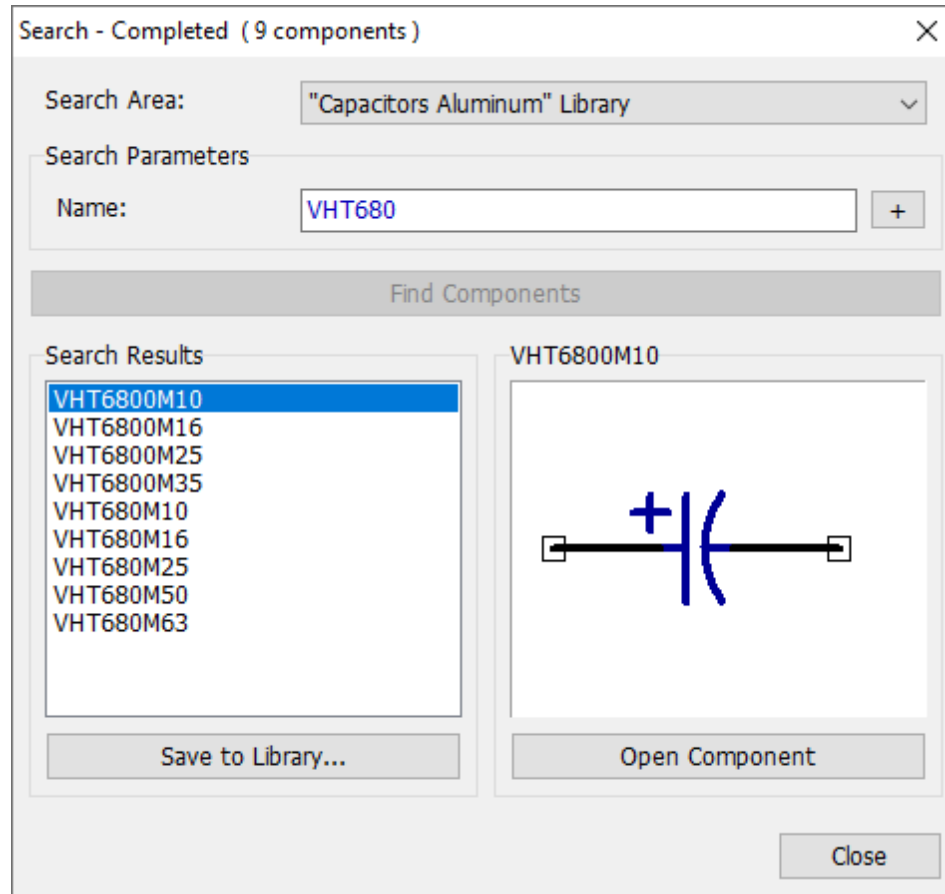 Search - Completed ( 9 components )
Search Area:
"Capacitors Aluminum" Library
Search Parameters
Name:
VHT680
+
Find Components
Search Results
VHT6800M10
VHT6800M16
VHT6800M25
VHT6800M35
VHT680M10
VHT680M16
VHT680M25
VHT680M50
VHT680M63
Save to Library...
VHT6800M10
+
Open Component
Close